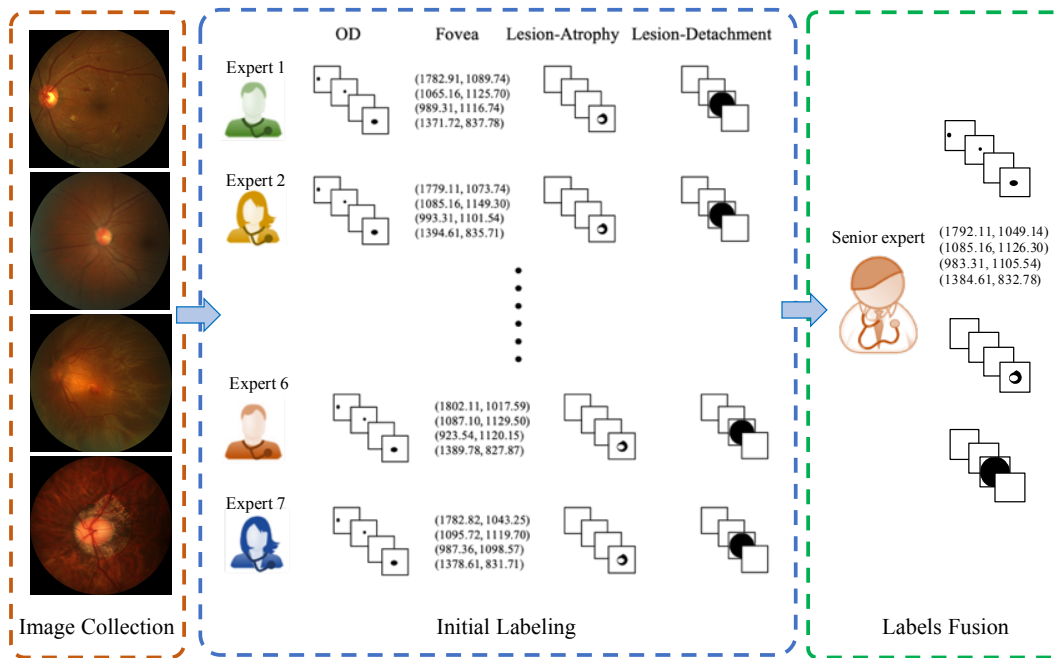 OD Fovea Lesion-Atrophy Lesion-Detachment
Expert 1
(1782.91, 1089.74)
(1065.16, 1125.70)
(989.31, 1116.74)
(1371.72, 837.78)
Expert 2
(1779.11, 1073.74)
(1085.16, 1149.30)
(993.31, 1101.54)
(1394.61, 835.71)
Expert 6
(1802.11, 1017.59)
(1087.10, 1129.50)
(923.54, 1120.15)
(1389.78, 827.87)
Expert 7
(1782.82, 1043.25)
(1095.72, 1119.70)
(987.36, 1098.57)
(1378.61, 831.71)
Senior expert
(1792.11, 1049.14)
(1085.16, 1126.30)
(983.31, 1105.54)
(1384.61, 832.78)
Image Collection
Initial Labeling
Labels Fusion